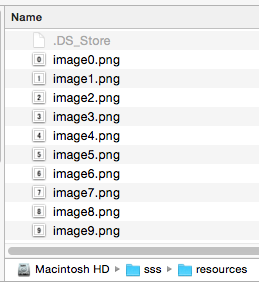 Name
.DS_Store
0 image0.png
1 image1.png
2 image2.png
3 image3.png
4 image4.png
5 image5.png
6 image6.png
7 image7.png
8 image8.png
9 image9.png
Macintosh HD sss resources